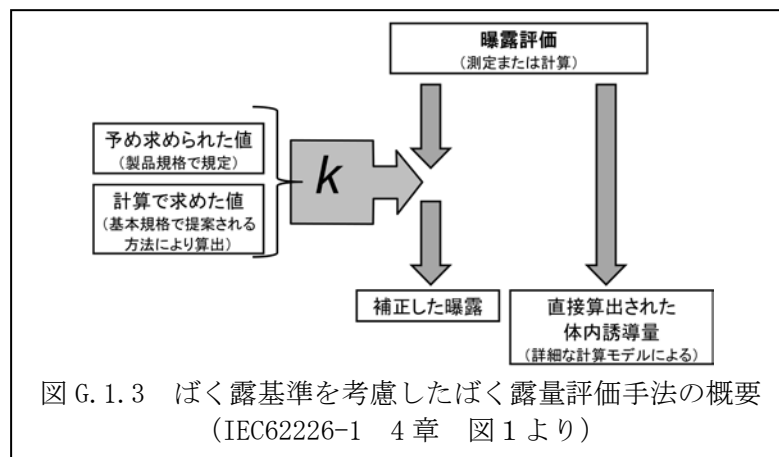 曝露評価
(測定または計算)
予め求められた値
(製品規格で規定)
計算で求めた値
(基本規格で提案される
方法により算出)
k
補正した曝露
直接算出された
体内誘導量
(詳細な計算モデルによる)
図 G.1.3 ばく露基準を考慮したばく露量評価手法の概要
(IEC62226-1 4章 図1より)